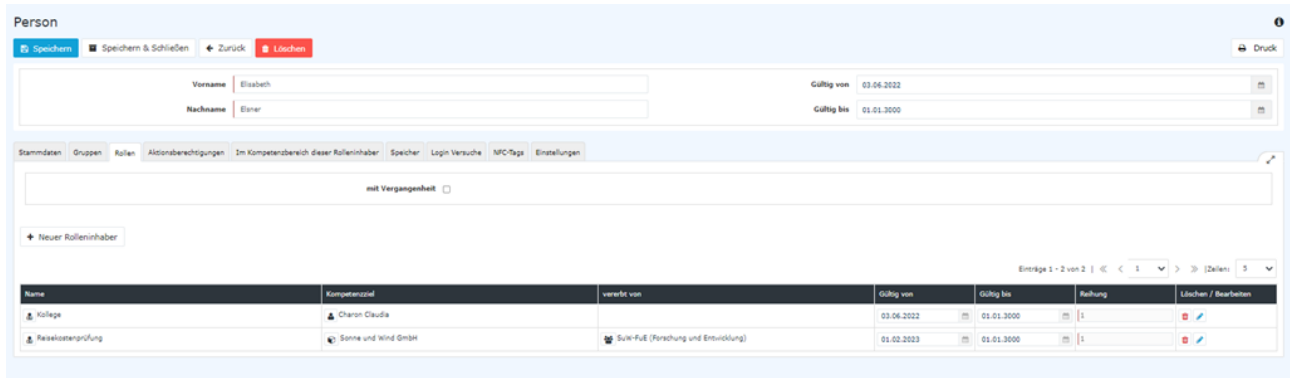 Person
Speichern Speichern & Schließen Zurück Löschen Druck
Vorname Elisabeth Gültig von 03.06.2022
Nachname Elsner Gültig bis 01.01.3000
Stammdaten Gruppen Rollen Aktionsberechtigungen Im Kompetenzbereich dieser Rolleninhaber Speicher Login Versuche NFC-Tags Einstellungen
mit Vergangenheit
+ Neuer Rolleninhaber
Einträge 1 - 2 von 2 | 1 |Zeilen: 5
Name Kompetenzziel vererbt von Gültig von Gültig bis Reihung Löschen / Bearbeiten
Kollege Charon Claudia 03.06.2022 01.01.3000 1
Reisekostenprüfung Sonne und Wind GmbH SuW-FuE (Forschung und Entwicklung) 01.02.2023 01.01.3000 1